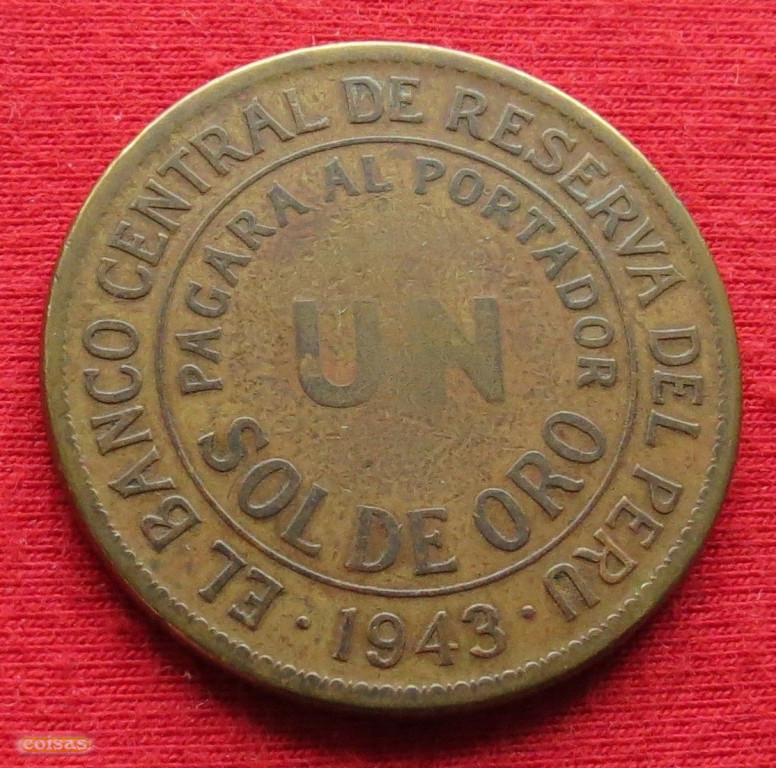 EL BANCO CENTRAL DE RESERVA DEL PERU
· 1943 ·
PAGARA AL PORTADOR
UN
SOL DE ORO
coisas